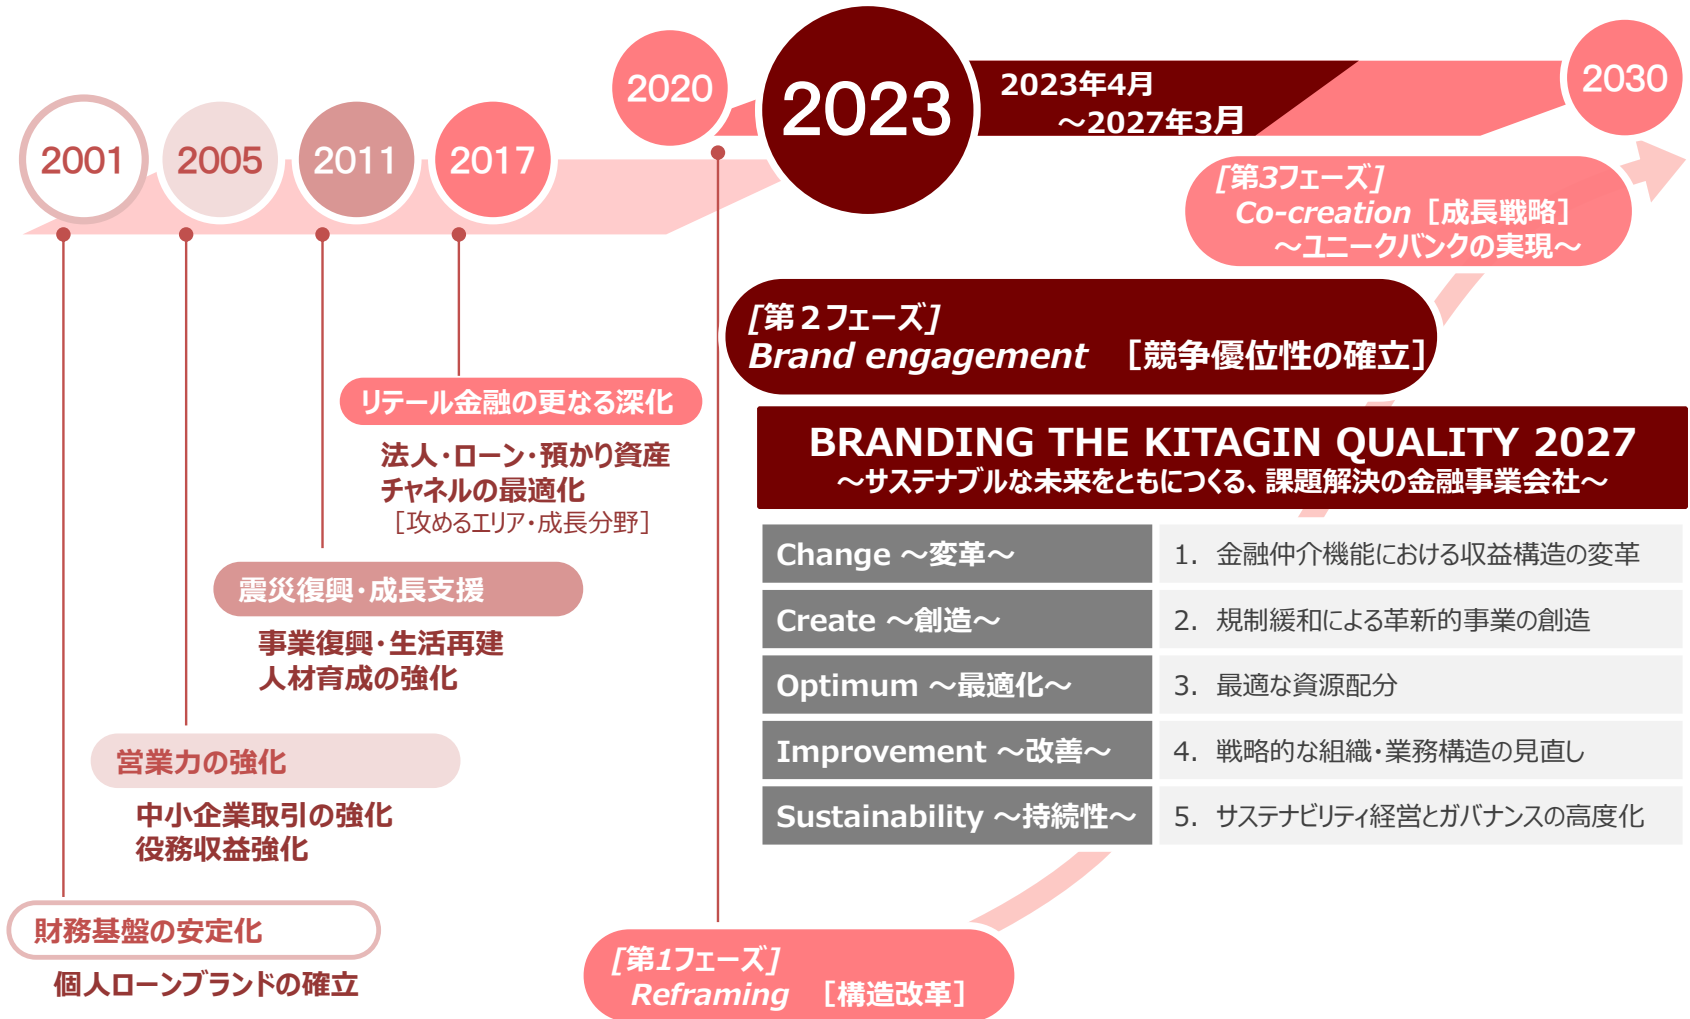 2001
2005
2011
2017
2020
2023
2023年4月
～2027年3月
2030
[第3フェーズ]
Co-creation［成長戦略］
～ユニークバンクの実現～
[第２フェーズ]
Brand engagement ［競争優位性の確立］
リテール金融の更なる深化
法人・ローン・預かり資産
チャネルの最適化
［攻めるエリア・成長分野］
震災復興・成長支援
事業復興・生活再建
人材育成の強化
営業力の強化
中小企業取引の強化
役務収益強化
財務基盤の安定化
個人ローンブランドの確立
BRANDING THE KITAGIN QUALITY 2027
～サステナブルな未来をともにつくる、課題解決の金融事業会社～
Change ～変革～ 1. 金融仲介機能における収益構造の変革
Create ～創造～ 2. 規制緩和による革新的事業の創造
Optimum ～最適化～ 3. 最適な資源配分
Improvement ～改善～ 4. 戦略的な組織・業務構造の見直し
Sustainability ～持続性～ 5. サステナビリティ経営とガバナンスの高度化
[第1フェーズ]
Reframing ［構造改革］